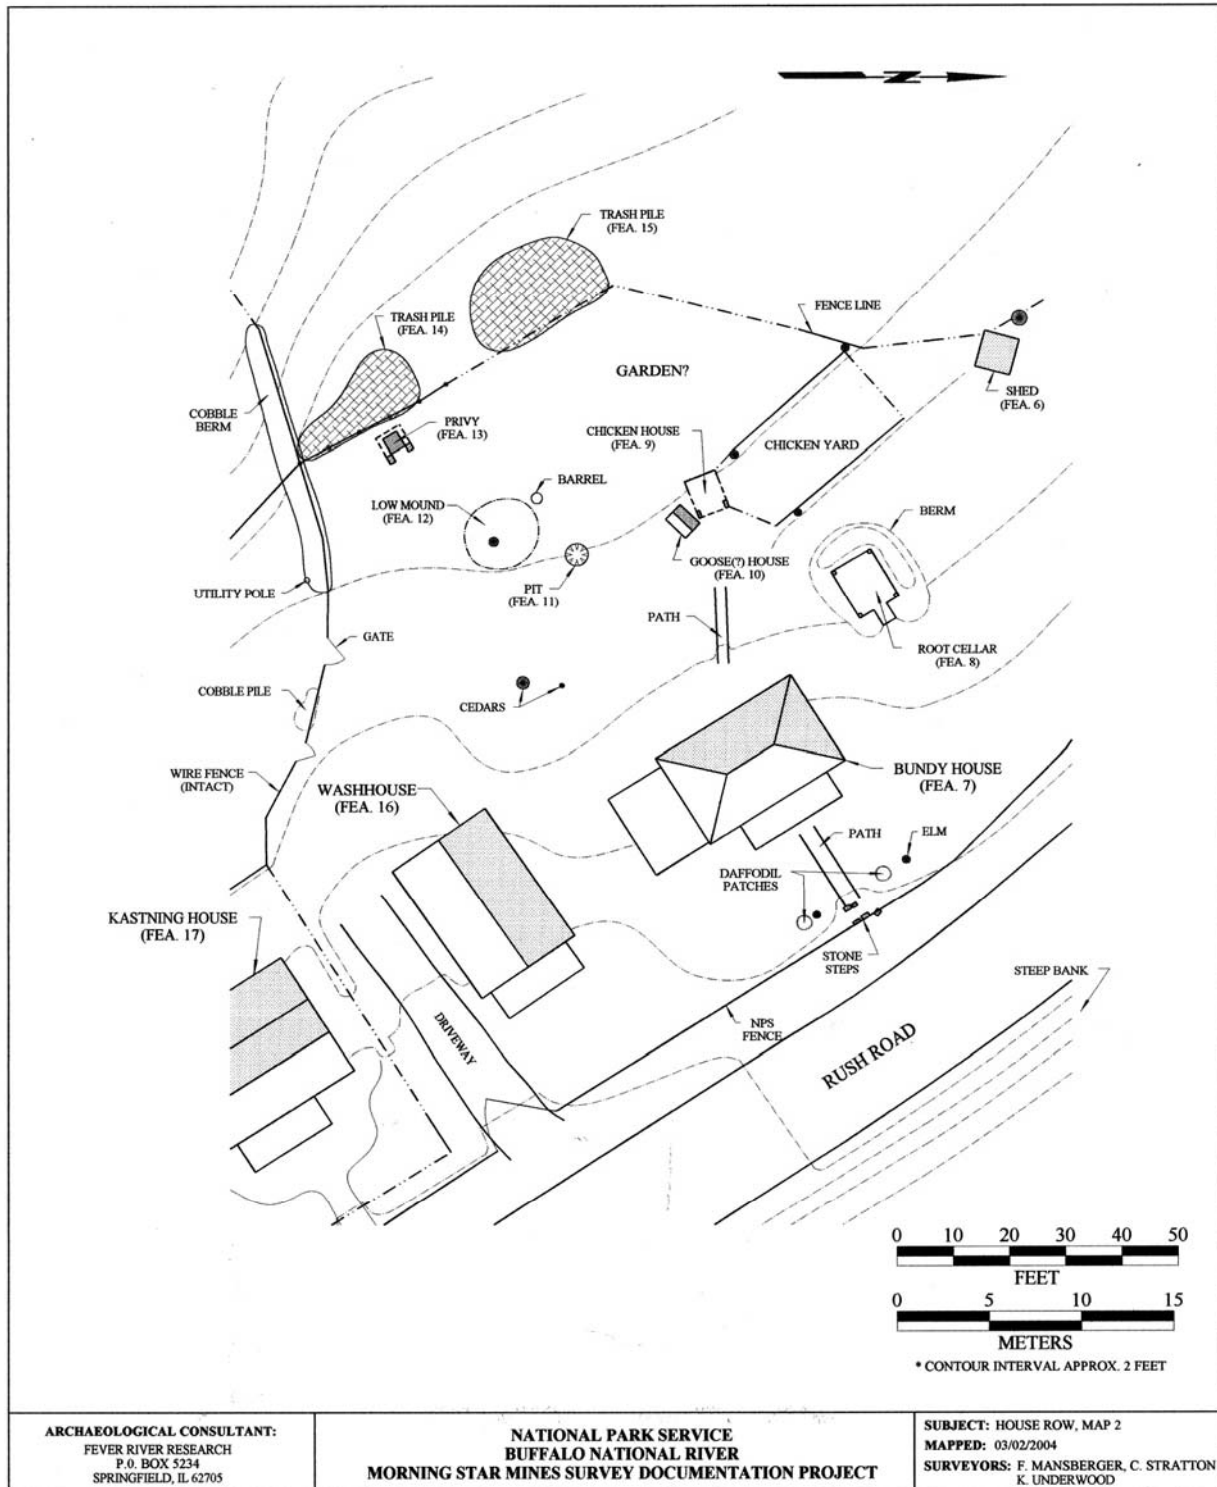 N
TRASH PILE
(FEA. 15)
TRASH PILE
(FEA. 14)
FENCE LINE
GARDEN?
SHED
(FEA. 6)
COBBLE
BERM
PRIVY
(FEA. 13)
CHICKEN HOUSE
(FEA. 9)
CHICKEN YARD
BARREL
LOW MOUND
(FEA. 12)
BERM
GOOSE(?) HOUSE
(FEA. 10)
UTILITY POLE
PIT
(FEA. 11)
PATH
GATE
ROOT CELLAR
(FEA. 8)
COBBLE PILE
CEDARS
WIRE FENCE
(INTACT)
WASHHOUSE
(FEA. 16)
BUNDY HOUSE
(FEA. 7)
PATH
ELM
DAFFODIL
PATCHES
KASTNING HOUSE
(FEA. 17)
STONE
STEPS
STEEP BANK
NPS
FENCE
DRIVEWAY
RUSH ROAD
0 10 20 30 40 50
FEET
0 5 10 15
METERS
* CONTOUR INTERVAL APPROX. 2 FEET
ARCHAEOLOGICAL CONSULTANT:
FEVER RIVER RESEARCH
P.O. BOX 5234
SPRINGFIELD, IL 62705
NATIONAL PARK SERVICE
BUFFALO NATIONAL RIVER
MORNING STAR MINES SURVEY DOCUMENTATION PROJECT
SUBJECT: HOUSE ROW, MAP 2
MAPPED: 03/02/2004
SURVEYORS: F. MANSBERGER, C. STRATTON
K. UNDERWOOD